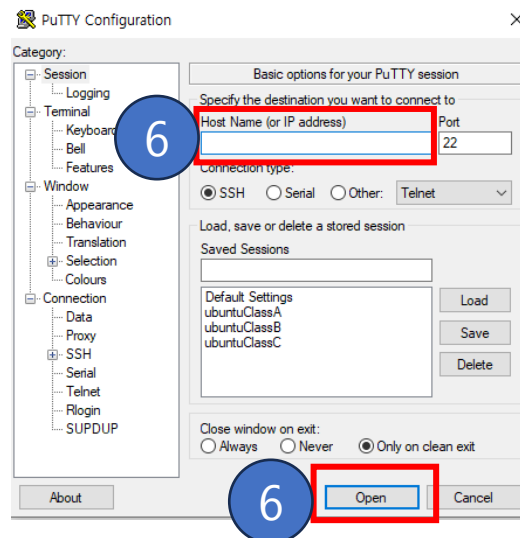 PuTTY Configuration
Category:
Session
Logging
Terminal
Keyboard
Bell
Features
Window
Appearance
Behaviour
Translation
Selection
Colours
Connection
Data
Proxy
SSH
Serial
Telnet
Rlogin
SUPDUP
Basic options for your PuTTY session
Specify the destination you want to connect to
Host Name (or IP address) Port
6
22
Connection type:
SSH Serial Other: Telnet
Load, save or delete a stored session
Saved Sessions
Default Settings
ubuntuClassA
ubuntuClassB
ubuntuClassC
Load
Save
Delete
Close window on exit:
Always Never Only on clean exit
About 6 Open Cancel